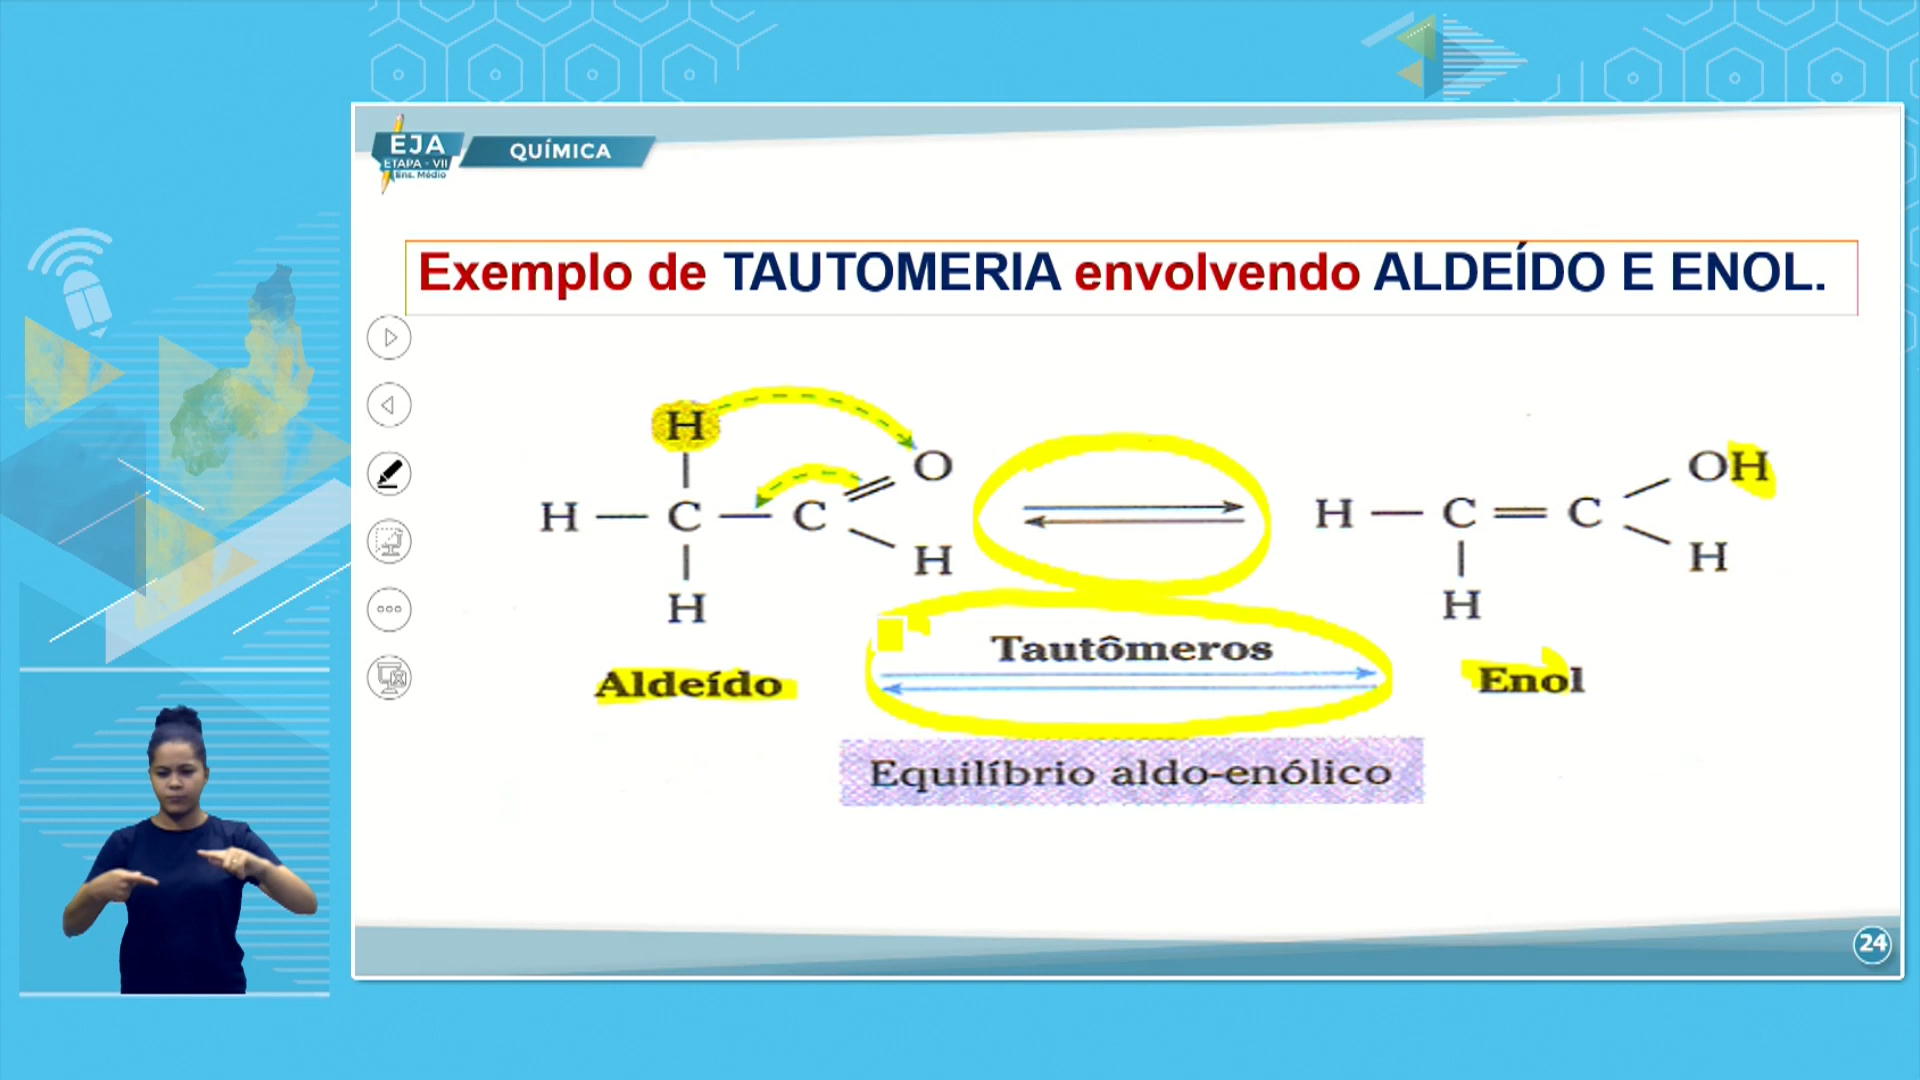 EJA
ETAPA - VII
Ens. Médio
QUÍMICA
Exemplo de TAUTOMERIA envolvendo ALDEÍDO E ENOL.
H
O
H — C — C
H
H
OH
H — C = C
H
H
Tautômeros
Aldeído
Enol
Equilíbrio aldo-enólico
24